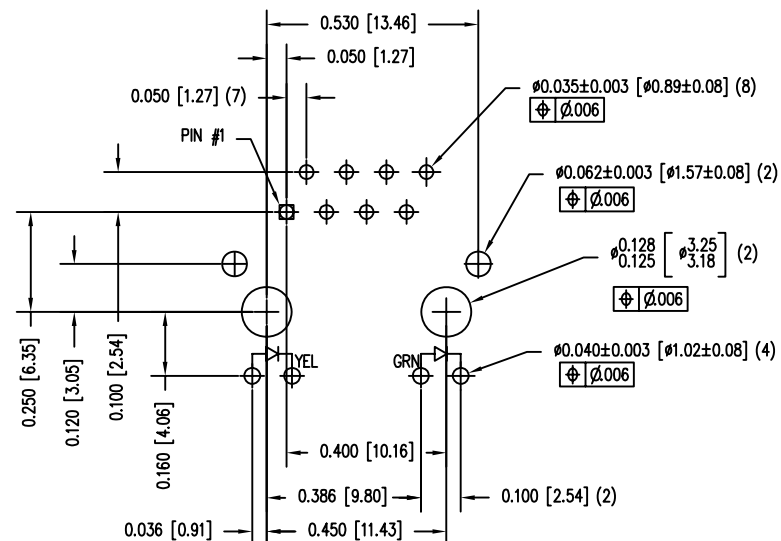 0.530 [13.46]
0.050 [1.27]
0.050 [1.27] (7)
ø0.035±0.003 [ø0.89±0.08] (8)
⌖ Ø.006
PIN #1
ø0.062±0.003 [ø1.57±0.08] (2)
⌖ Ø.006
ø0.128 [ø3.25] (2)
0.125 3.18
⌖ Ø.006
0.250 [6.35]
0.120 [3.05]
0.100 [2.54]
0.160 [4.06]
YEL
GRN
ø0.040±0.003 [ø1.02±0.08] (4)
⌖ Ø.006
0.400 [10.16]
0.386 [9.80]
0.100 [2.54] (2)
0.036 [0.91]
0.450 [11.43]